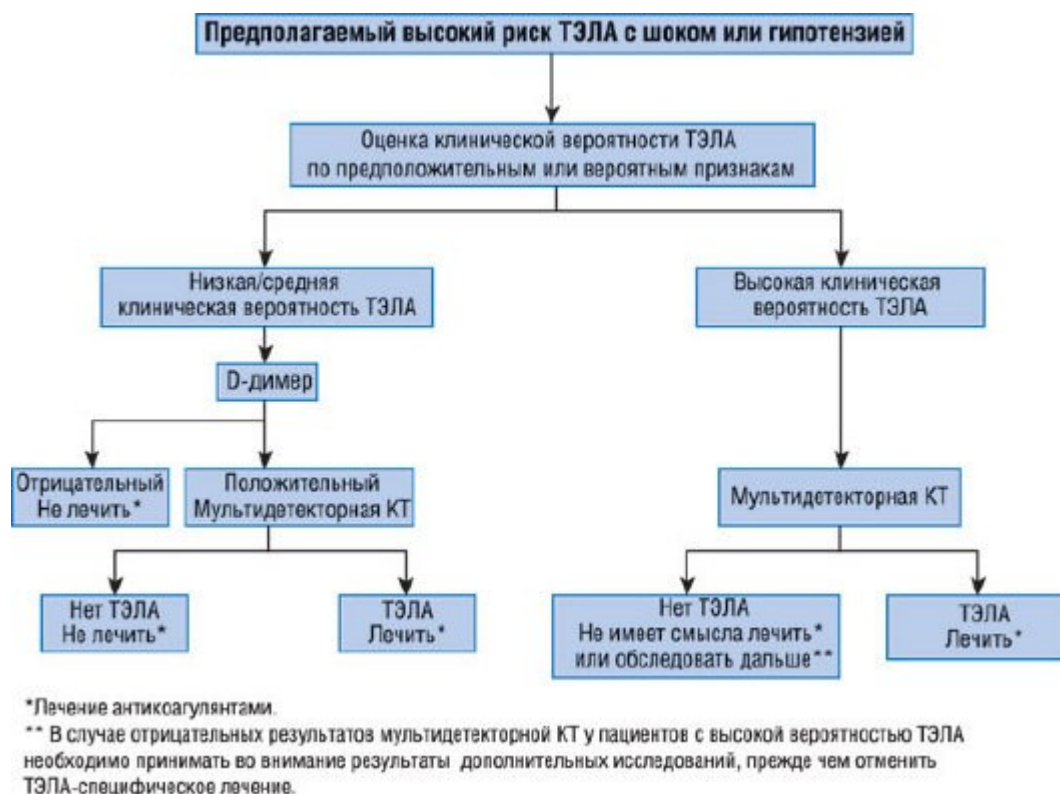 Предполагаемый высокий риск ТЭЛА с шоком или гипотензией
Оценка клинической вероятности ТЭЛА
по предположительным или вероятным признакам
Низкая/средняя
клиническая вероятность ТЭЛА
Высокая клиническая
вероятность ТЭЛА
D-димер
Отрицательный
Не лечить*
Положительный
Мультидетекторная КТ
Мультидетекторная КТ
Нет ТЭЛА
Не лечить*
ТЭЛА
Лечить*
Нет ТЭЛА
Не имеет смысла лечить*
или обследовать дальше**
ТЭЛА
Лечить*
*Лечение антикоагулянтами.
** В случае отрицательных результатов мультидетекторной КТ у пациентов с высокой вероятностью ТЭЛА
необходимо принимать во внимание результаты дополнительных исследований, прежде чем отменить
ТЭЛА-специфическое лечение.